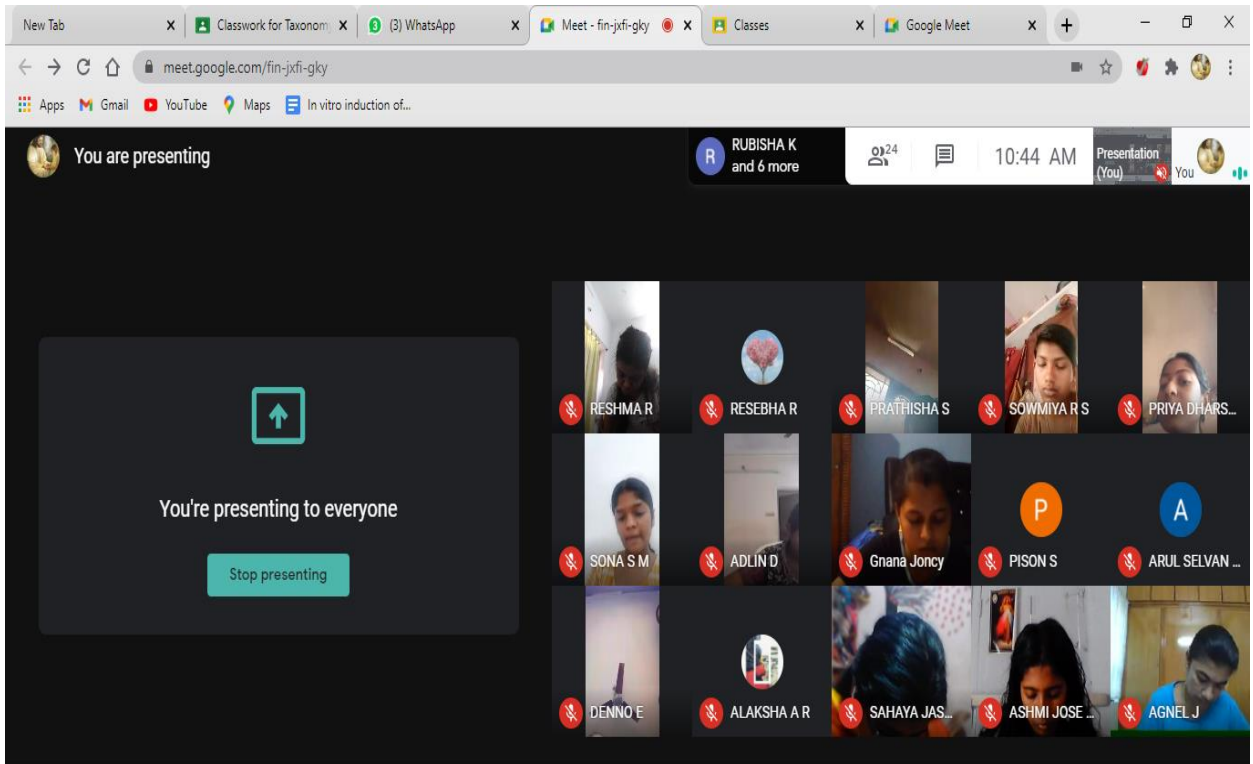 New Tab
Classwork for Taxonom
(3) WhatsApp
Meet - fin-jxfi-gky
Classes
Google Meet
meet.google.com/fin-jxfi-gky
Apps
Gmail
YouTube
Maps
In vitro induction of...
You are presenting
R
RUBISHA K
and 6 more
24
10:44 AM
Presentation
(You)
You
You're presenting to everyone
Stop presenting
RESHMA R
RESEBHA R
PRATHISHA S
SOWMIYA R S
PRIYA DHARS...
P
A
SONA S M
ADLIN D
Gnana Joncy
PISON S
ARUL SELVAN ...
DENNO E
ALAKSHA A R
SAHAYA JAS...
ASHMI JOSE ...
AGNEL J